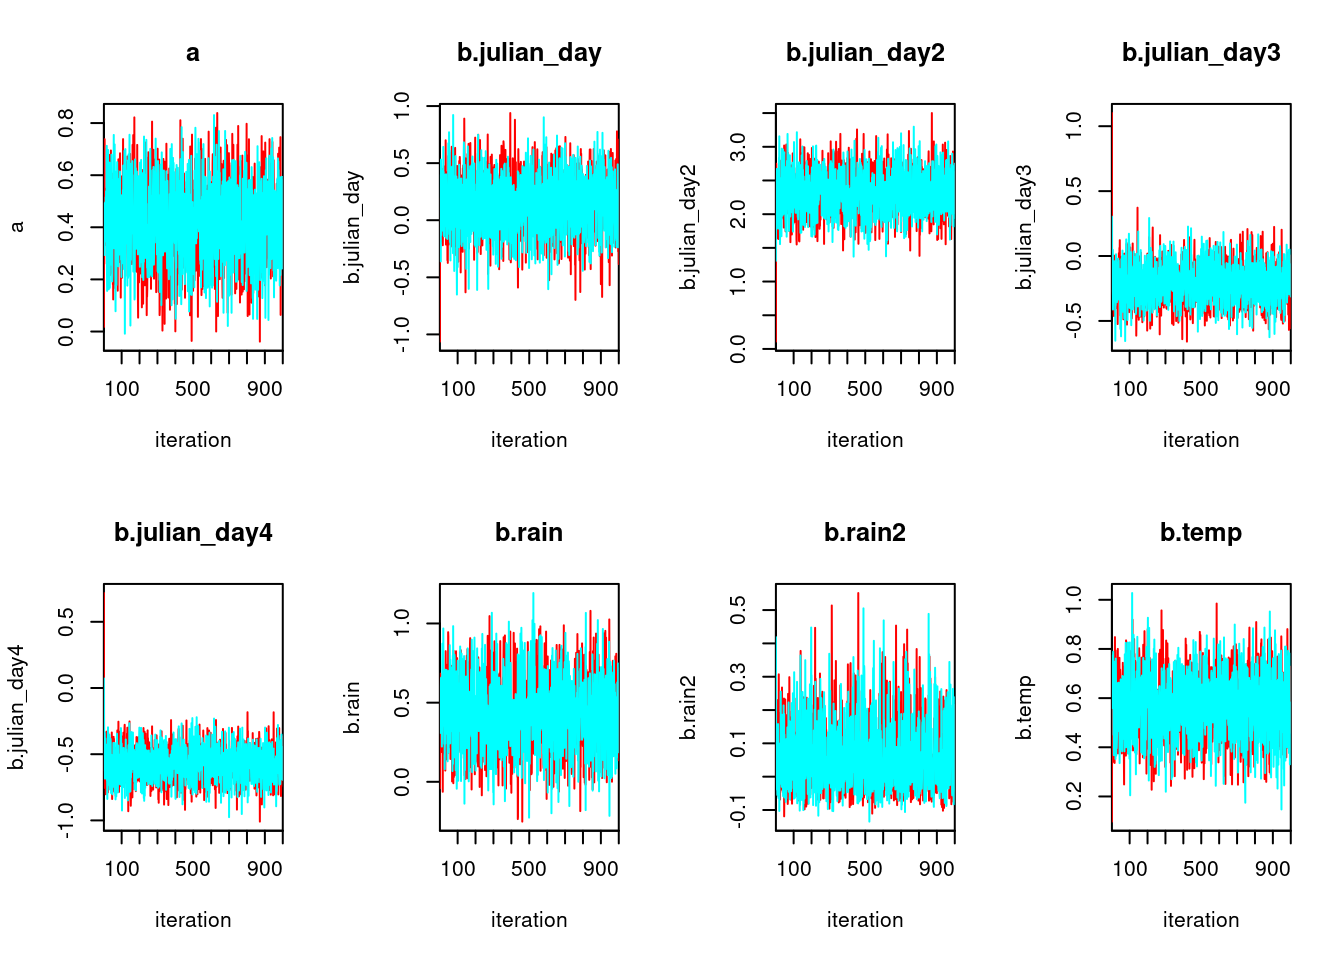 a b.julian_day b.julian_day2 b.julian_day3
a
0.0 0.2 0.4 0.6 0.8
100 500 900
iteration
b.julian_day
-1.0 -0.5 0.0 0.5 1.0
100 500 900
iteration
b.julian_day2
0.0 1.0 2.0 3.0
100 500 900
iteration
b.julian_day3
-0.5 0.0 0.5 1.0
100 500 900
iteration
b.julian_day4 b.rain b.rain2 b.temp
b.julian_day4
-1.0 -0.5 0.0 0.5
100 500 900
iteration
b.rain
0.0 0.5 1.0
100 500 900
iteration
b.rain2
-0.1 0.1 0.3 0.5
100 500 900
iteration
b.temp
0.2 0.4 0.6 0.8 1.0
100 500 900
iteration